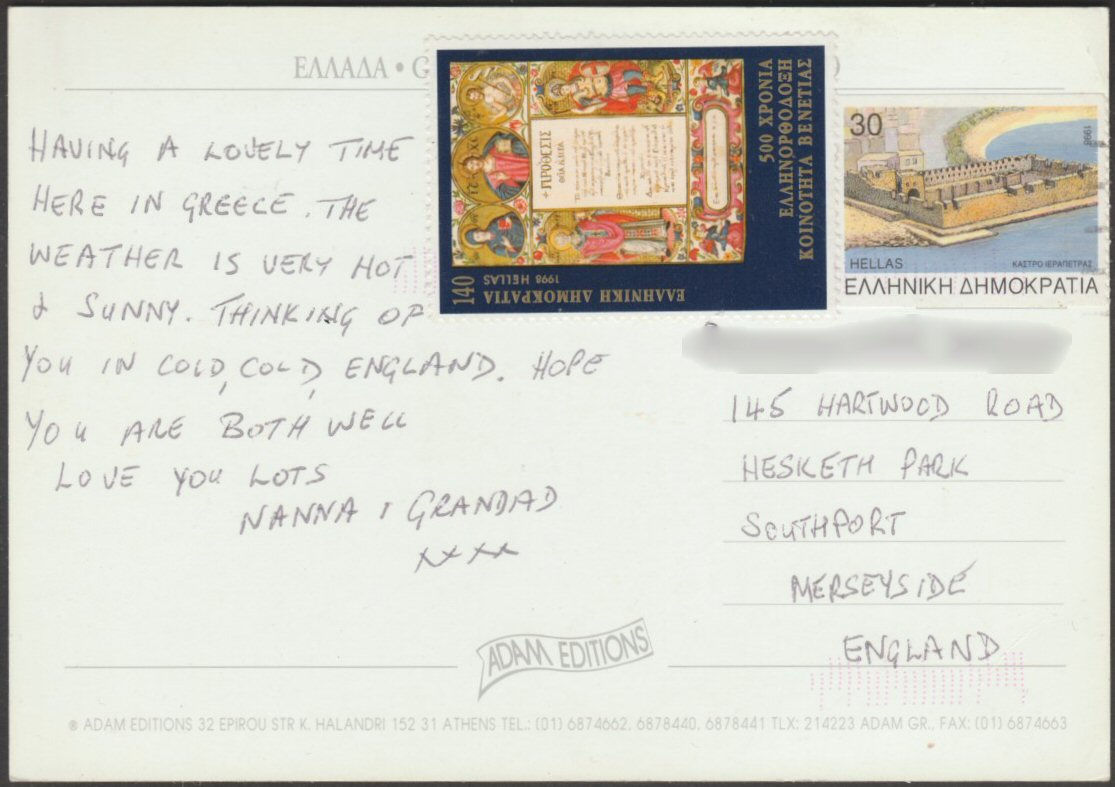 ΕΛΛΑΔΑ • G
HAVING A LOVELY TIME
HERE IN GREECE. THE
WEATHER IS VERY HOT
& SUNNY. THINKING OF
YOU IN COLD, COLD, ENGLAND. HOPE
YOU ARE BOTH WELL
LOVE YOU LOTS
NANNA & GRANDAD
xxxx
500 ΧΡΟΝΙΑ
ΕΛΛΗΝΟΡΘΟΔΟΞΗ
ΚΟΙΝΟΤΗΤΑ ΒΕΝΕΤΙΑΣ
+ΠΡΟΘΕΣΙΣ
140
1998 HELLAS
ΕΛΛΗΝΙΚΗ ΔΗΜΟΚΡΑΤΙΑ
30
1998
HELLAS
ΚΑΣΤΡΟ ΙΕΡΑΠΕΤΡΑΣ
ΕΛΛΗΝΙΚΗ ΔΗΜΟΚΡΑΤΙΑ
145 HARTWOOD ROAD
HESKETH PARK
SOUTHPORT
MERSEYSIDE
ENGLAND
ADAM EDITIONS
® ADAM EDITIONS 32 EPIROU STR K. HALANDRI 152 31 ATHENS TEL.: (01) 6874662, 6878440, 6878441 TLX: 214223 ADAM GR., FAX: (01) 6874663